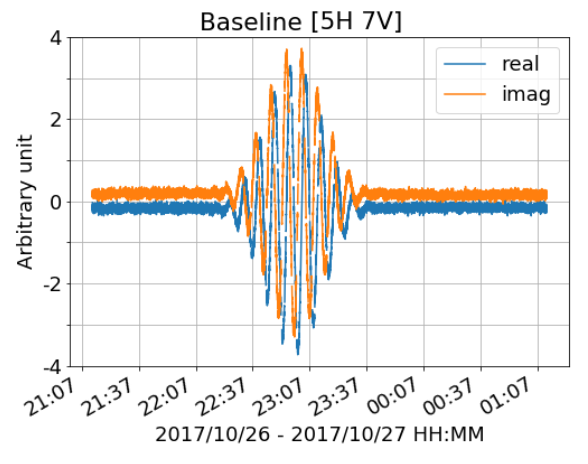 Baseline [5H 7V]
4
2
0
-2
-4
Arbitrary unit
real
imag
21:07
21:37
22:07
22:37
23:07
23:37
00:07
00:37
01:07
2017/10/26 - 2017/10/27 HH:MM